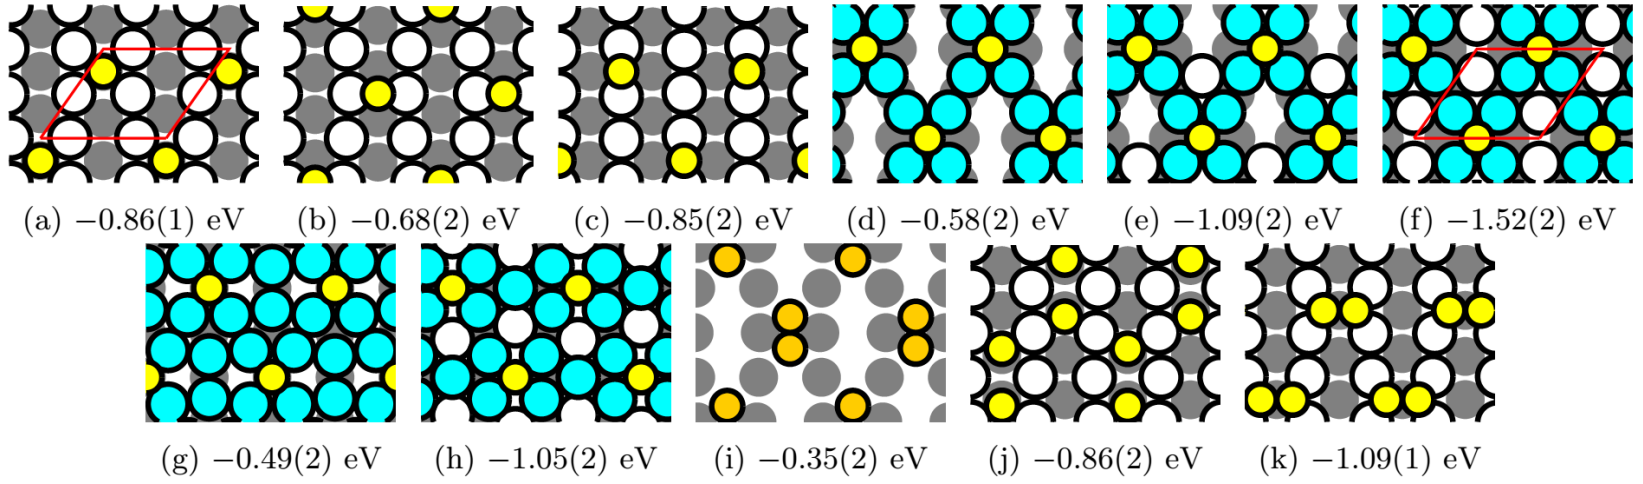 (a) −0.86(1) eV (b) −0.68(2) eV (c) −0.85(2) eV (d) −0.58(2) eV (e) −1.09(2) eV (f) −1.52(2) eV
(g) −0.49(2) eV (h) −1.05(2) eV (i) −0.35(2) eV (j) −0.86(2) eV (k) −1.09(1) eV